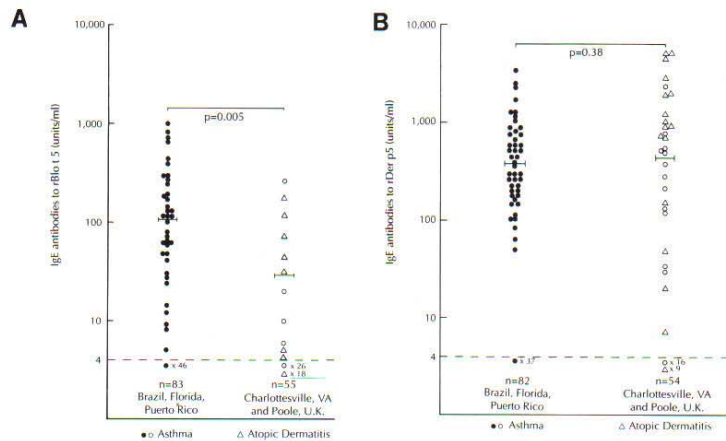 A
10,000
1,000
100
10
4
IgE antibodies to rBlo t 5 (units/ml)
p=0.005
x 46
x 26
x 18
n=83
Brazil, Florida,
Puerto Rico
n=55
Charlottesville, VA
and Poole, U.K.
Asthma
Atopic Dermatitis
B
10,000
1,000
100
10
4
IgE antibodies to rDer p5 (units/ml)
p=0.38
x 37
x 16
x 9
n=82
Brazil, Florida,
Puerto Rico
n=54
Charlottesville, VA
and Poole, U.K.
Asthma
Atopic Dermatitis